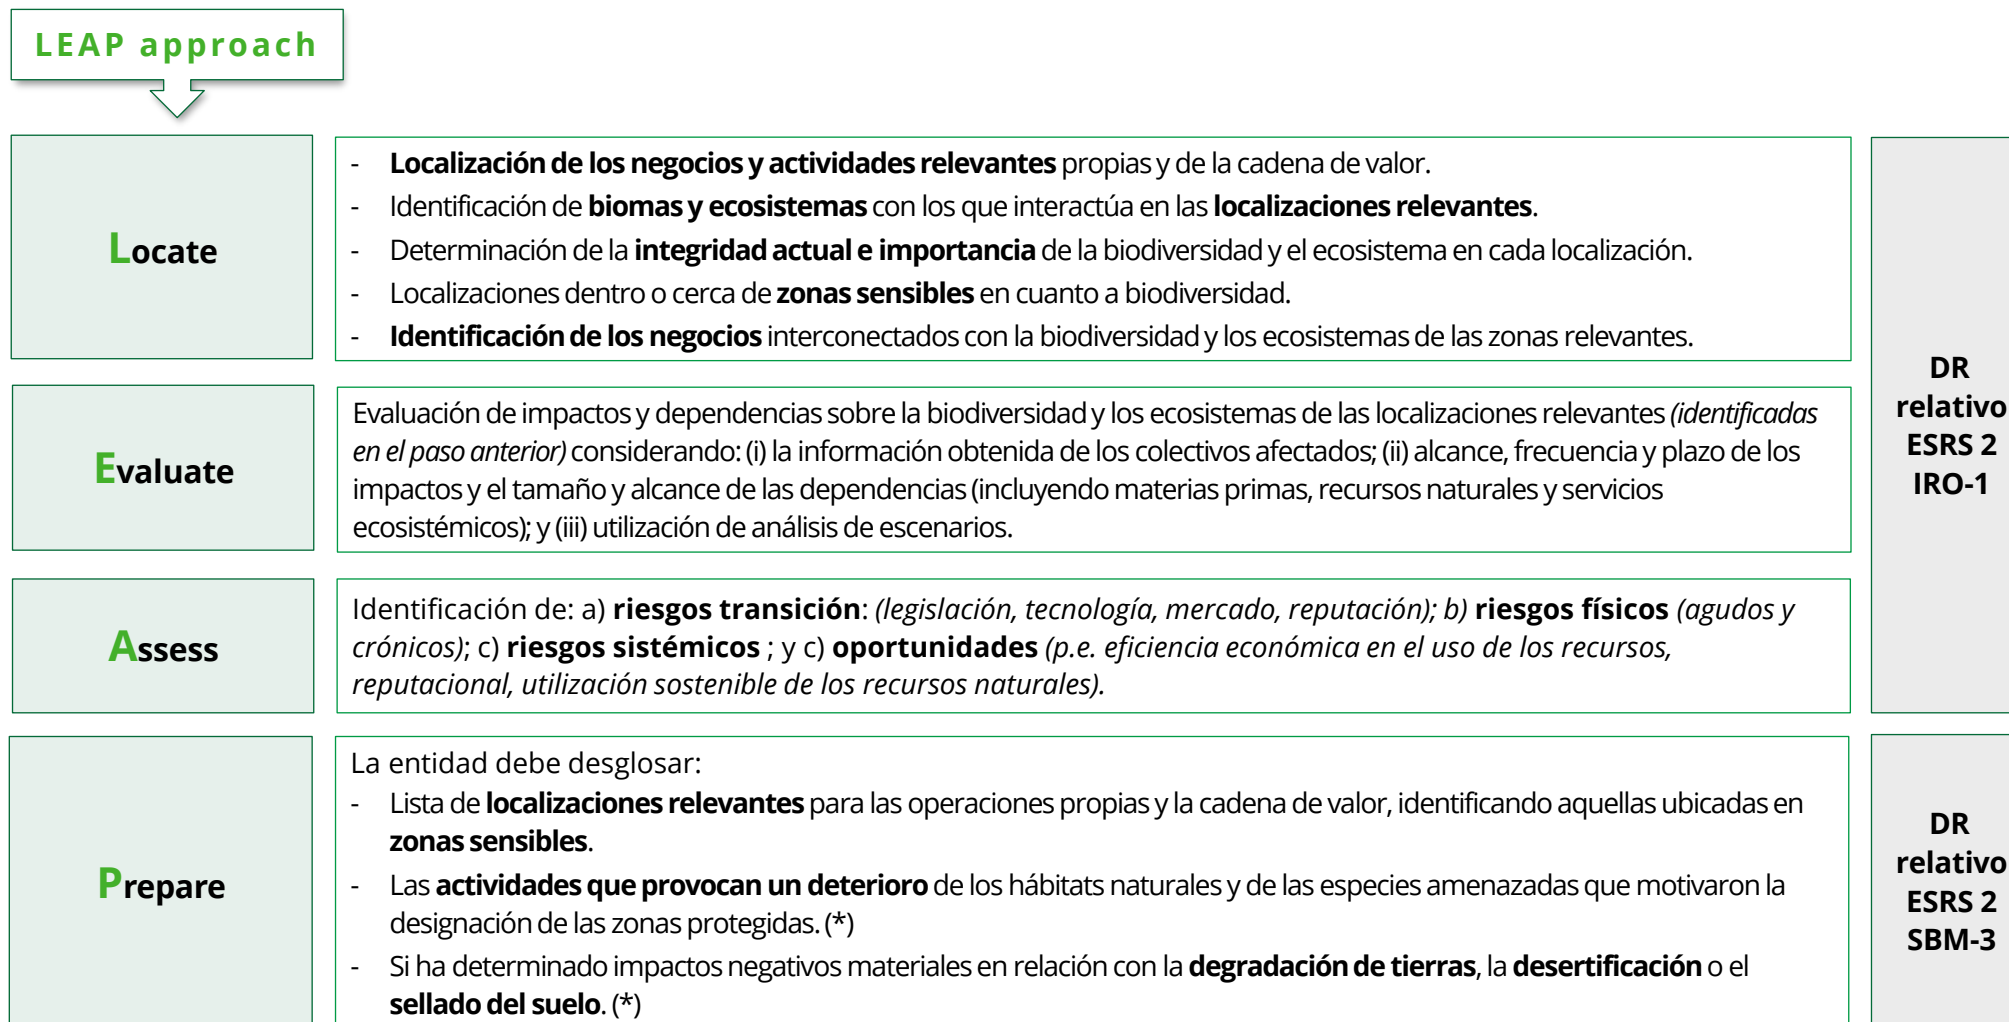 LEAP approach
Locate
- Localización de los negocios y actividades relevantes propias y de la cadena de valor.
- Identificación de biomas y ecosistemas con los que interactúa en las localizaciones relevantes.
- Determinación de la integridad actual e importancia de la biodiversidad y el ecosistema en cada localización.
- Localizaciones dentro o cerca de zonas sensibles en cuanto a biodiversidad.
- Identificación de los negocios interconectados con la biodiversidad y los ecosistemas de las zonas relevantes.
Evaluate
Evaluación de impactos y dependencias sobre la biodiversidad y los ecosistemas de las localizaciones relevantes (identificadas
en el paso anterior) considerando: (i) la información obtenida de los colectivos afectados; (ii) alcance, frecuencia y plazo de los
impactos y el tamaño y alcance de las dependencias (incluyendo materias primas, recursos naturales y servicios
ecosistémicos); y (iii) utilización de análisis de escenarios.
Assess
Identificación de: a) riesgos transición: (legislación, tecnología, mercado, reputación); b) riesgos físicos (agudos y
crónicos); c) riesgos sistémicos ; y c) oportunidades (p.e. eficiencia económica en el uso de los recursos,
reputacional, utilización sostenible de los recursos naturales).
DR
relativo
ESRS 2
IRO-1
Prepare
La entidad debe desglosar:
- Lista de localizaciones relevantes para las operaciones propias y la cadena de valor, identificando aquellas ubicadas en
zonas sensibles.
- Las actividades que provocan un deterioro de los hábitats naturales y de las especies amenazadas que motivaron la
designación de las zonas protegidas. (*)
- Si ha determinado impactos negativos materiales en relación con la degradación de tierras, la desertificación o el
sellado del suelo. (*)
DR
relativo
ESRS 2
SBM-3